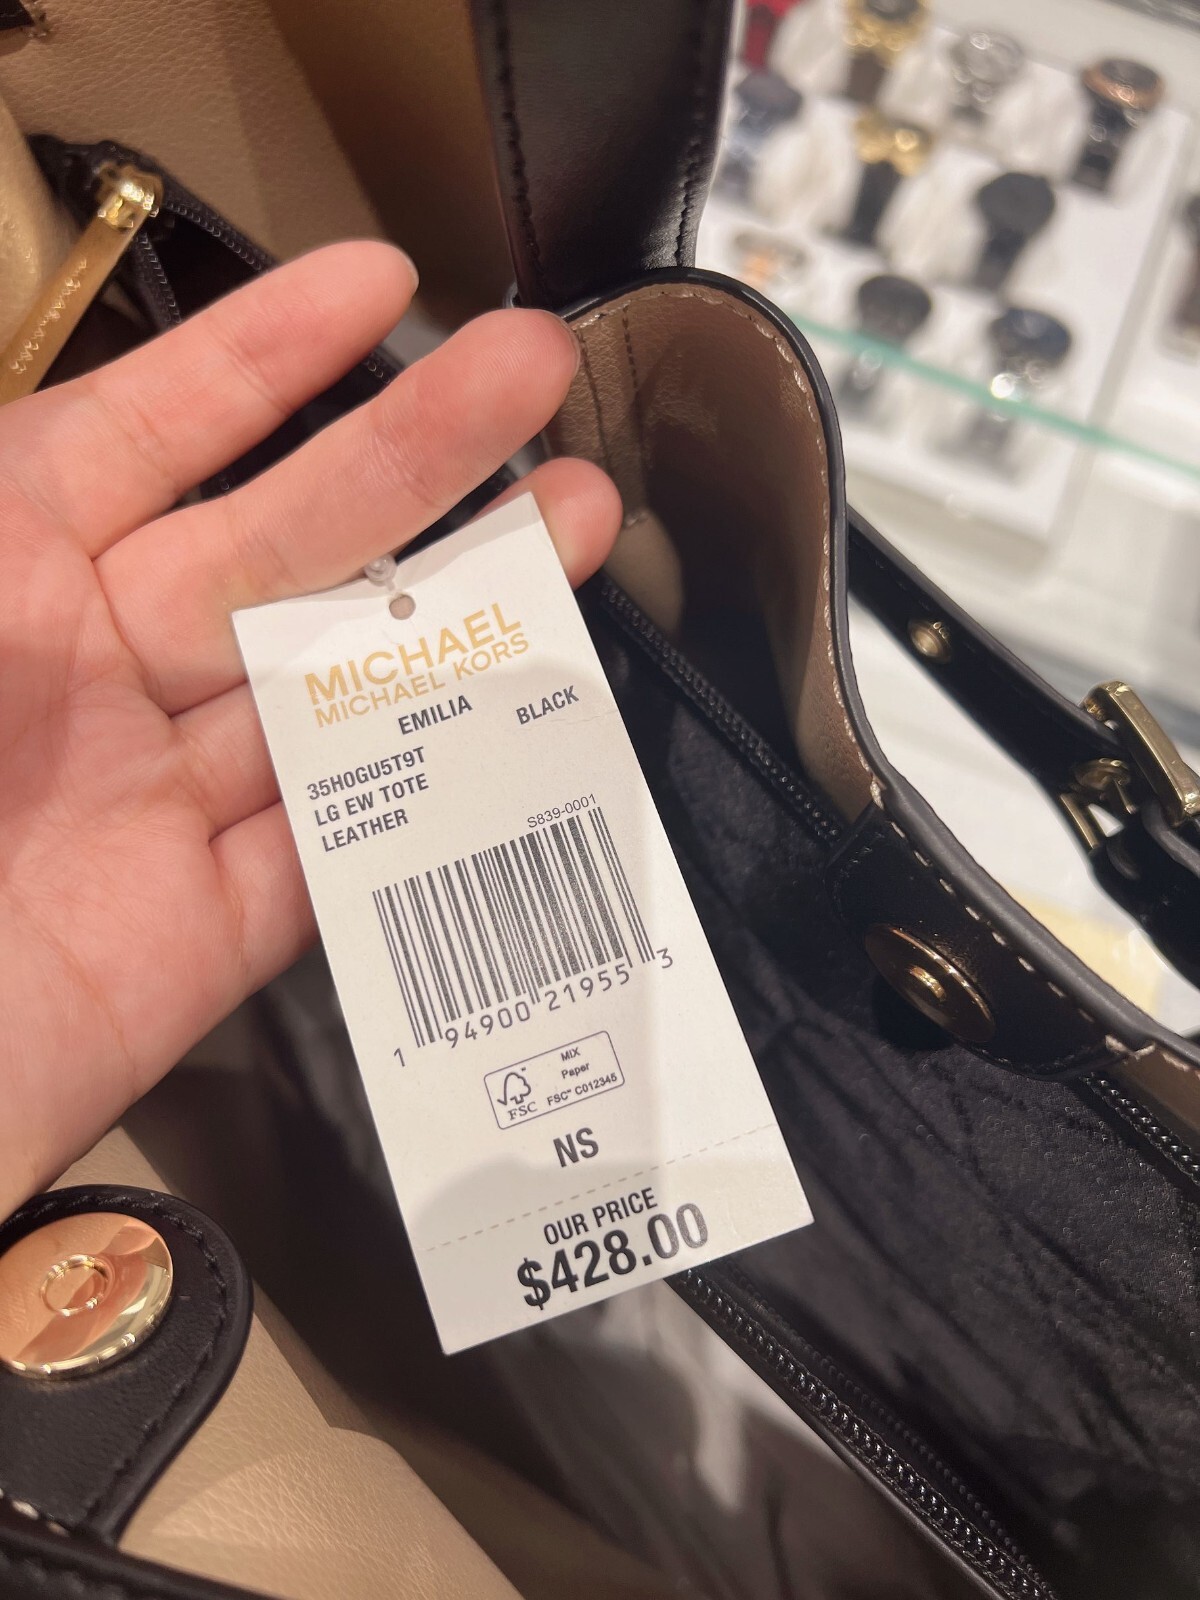 MICHAEL
MICHAEL KORS
EMILIA BLACK
35H0GU5T9T
LG EW TOTE
LEATHER
S839-0001
1 94900 21955 3
MIX
Paper
FSC™ C012345
FSC
NS
OUR PRICE
$428.00